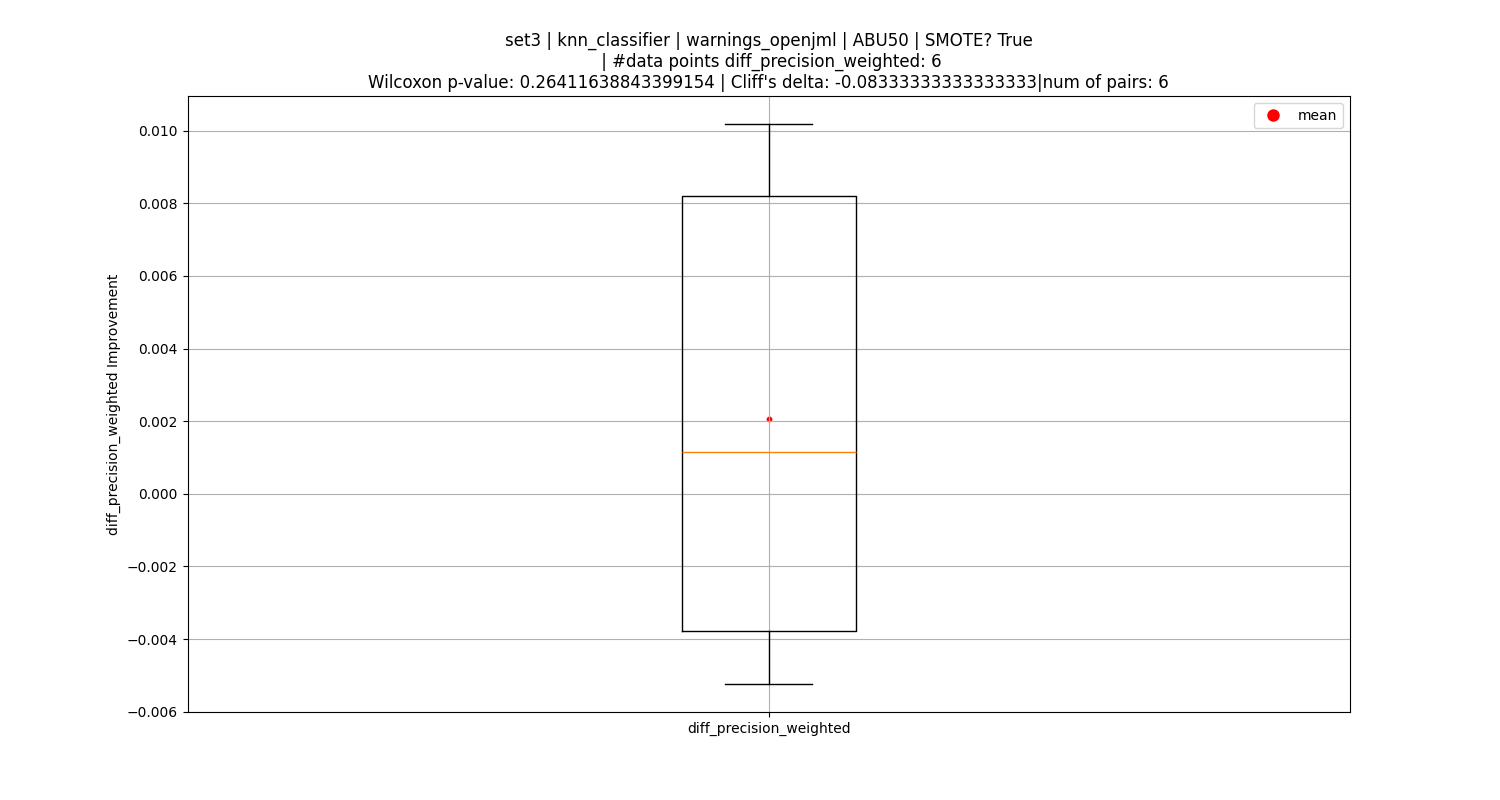 set3 | knn_classifier | warnings_openjml | ABU50 | SMOTE? True
| #data points diff_precision_weighted: 6
Wilcoxon p-value: 0.26411638843399154 | Cliff's delta: -0.08333333333333333|num of pairs: 6
mean
0.010
0.008
0.006
0.004
0.002
0.000
−0.002
−0.004
−0.006
diff_precision_weighted Improvement
diff_precision_weighted